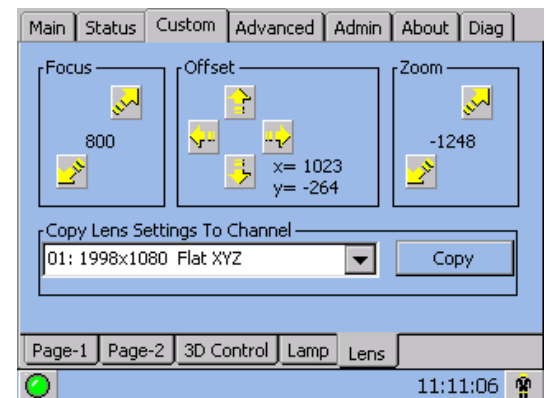 Main Status Custom Advanced Admin About Diag
Focus Offset Zoom
800
x= 1023
y= -264
-1248
Copy Lens Settings To Channel
01: 1998x1080 Flat XYZ Copy
Page-1 Page-2 3D Control Lamp Lens
11:11:06